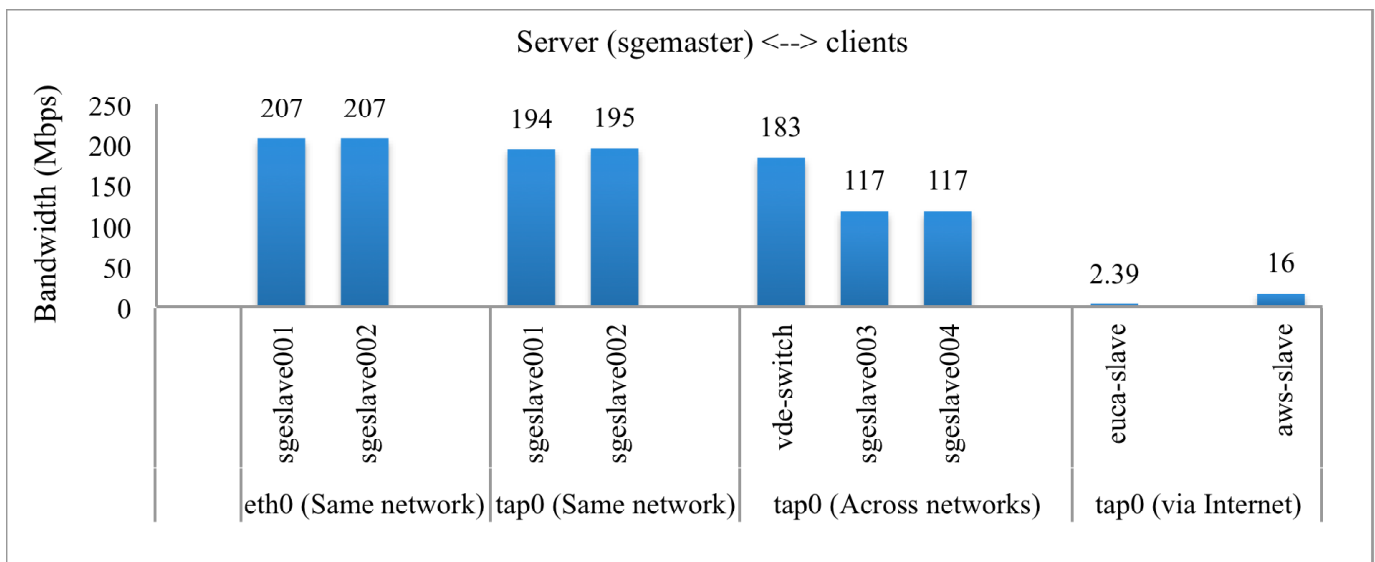 Server (sgemaster) <--> clients
Bandwidth (Mbps)
250
200
150
100
50
0
207
207
194
195
183
117
117
2.39
16
sgeslave001
sgeslave002
sgeslave001
sgeslave002
vde-switch
sgeslave003
sgeslave004
euca-slave
aws-slave
eth0 (Same network)
tap0 (Same network)
tap0 (Across networks)
tap0 (via Internet)